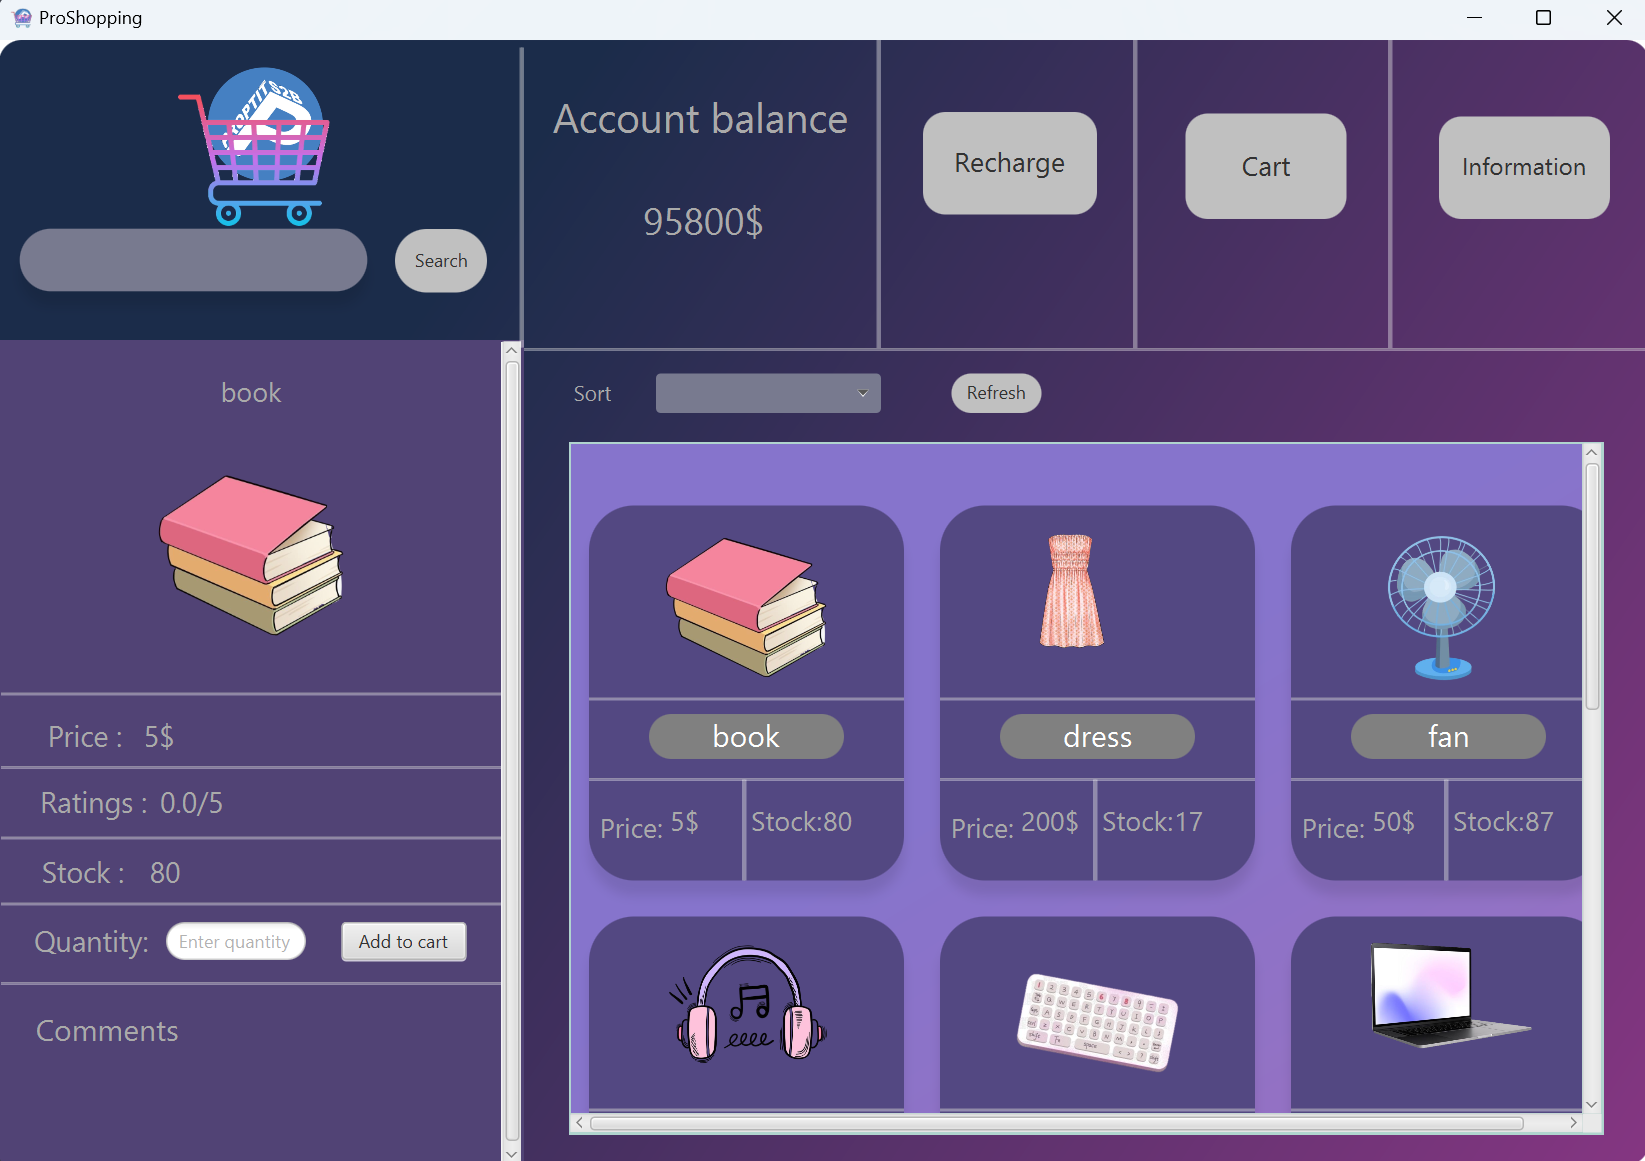 ProShopping
PROPTIT S2B
Search
Account balance
95800$
Recharge
Cart
Information
book
Price : 5$
Ratings : 0.0/5
Stock : 80
Quantity: Enter quantity Add to cart
Comments
Sort
Refresh
book
Price: 5$ Stock:80
dress
Price: 200$ Stock:17
fan
Price: 50$ Stock:87